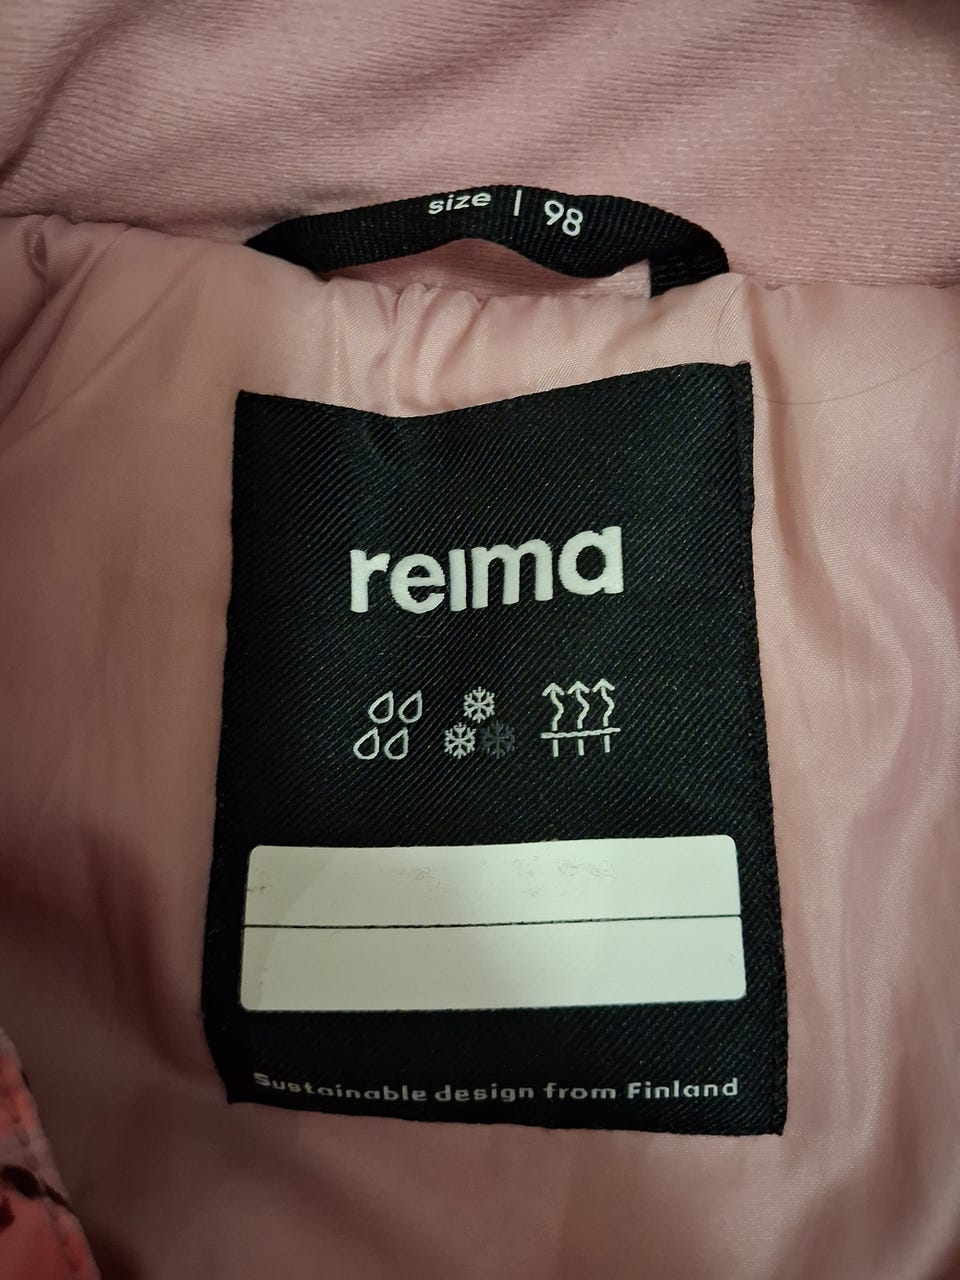 size | 98
reima
Sustainable design from Finland